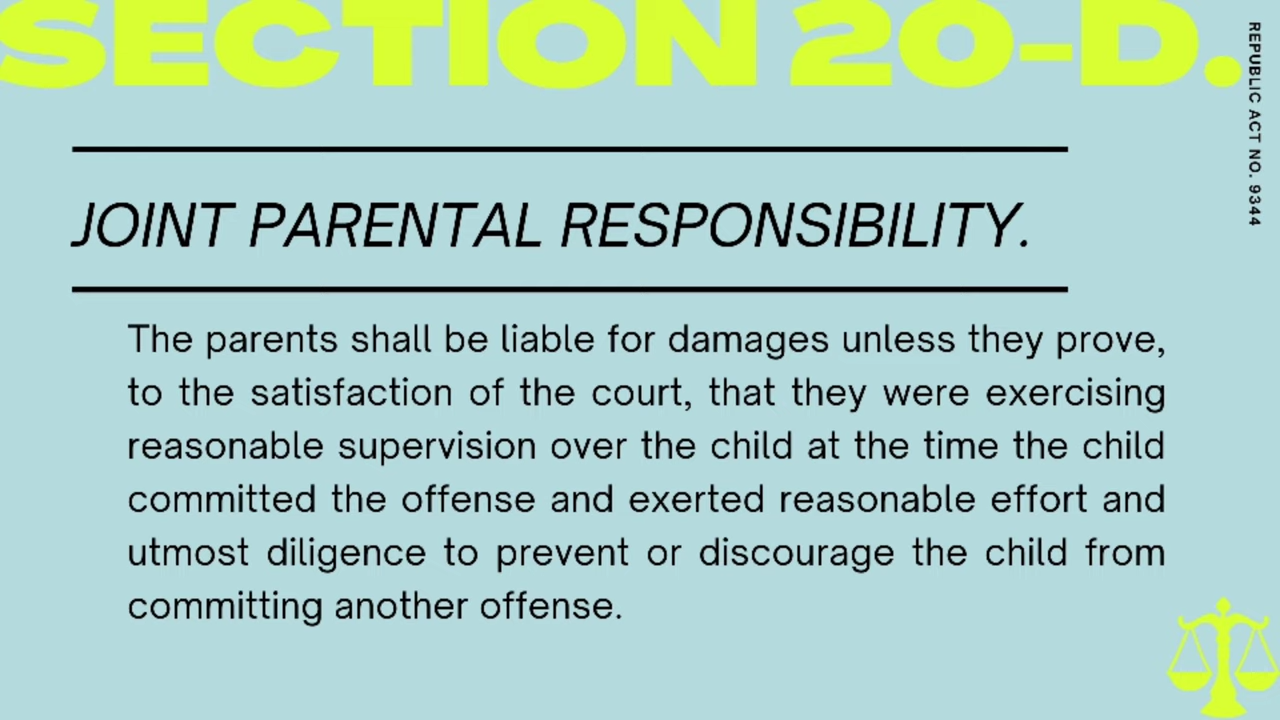 SECTION 20-D.
REPUBLIC ACT NO. 9344
JOINT PARENTAL RESPONSIBILITY.
The parents shall be liable for damages unless they prove,
to the satisfaction of the court, that they were exercising
reasonable supervision over the child at the time the child
committed the offense and exerted reasonable effort and
utmost diligence to prevent or discourage the child from
committing another offense.